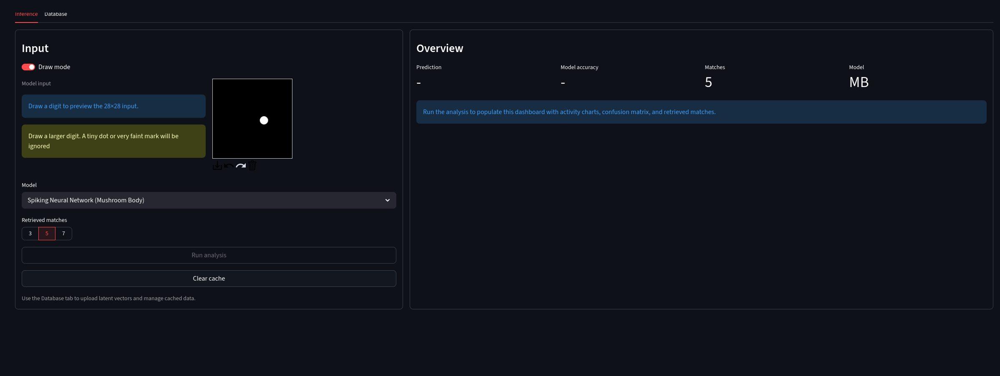 Inference Database
Input
Draw mode
Model input
Draw a digit to preview the 28×28 input.
Draw a larger digit. A tiny dot or very faint mark will be
ignored
Model
Spiking Neural Network (Mushroom Body)
Retrieved matches
3 5 7
Run analysis
Clear cache
Use the Database tab to upload latent vectors and manage cached data.
Overview
Prediction Model accuracy Matches Model
- - 5 MB
Run the analysis to populate this dashboard with activity charts, confusion matrix, and retrieved matches.